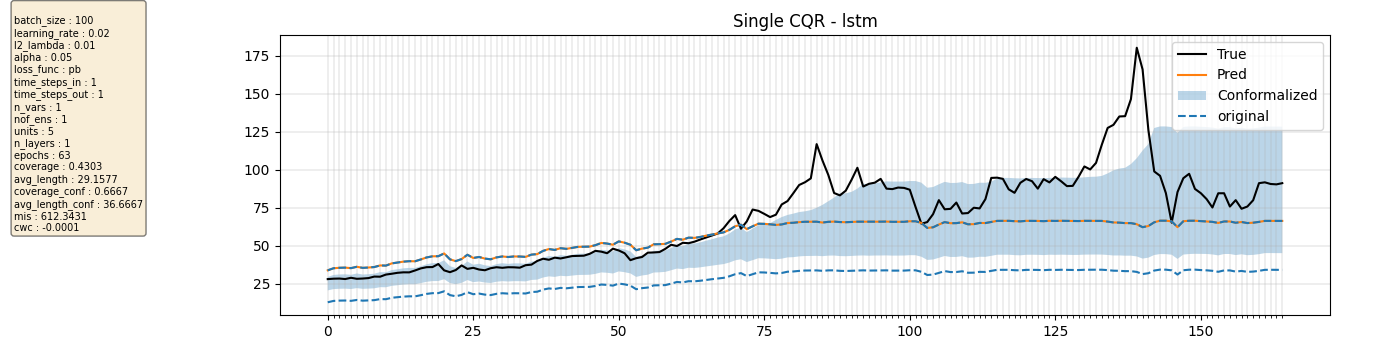 batch_size : 100
learning_rate : 0.02
l2_lambda : 0.01
alpha : 0.05
loss_func : pb
time_steps_in : 1
time_steps_out : 1
n_vars : 1
nof_ens : 1
units : 5
n_layers : 1
epochs : 63
coverage : 0.4303
avg_length : 29.1577
coverage_conf : 0.6667
avg_length_conf : 36.6667
mis : 612.3431
cwc : -0.0001
Single CQR - lstm
175
150
125
100
75
50
25
True
Pred
Conformalized
original
0 25 50 75 100 125 150